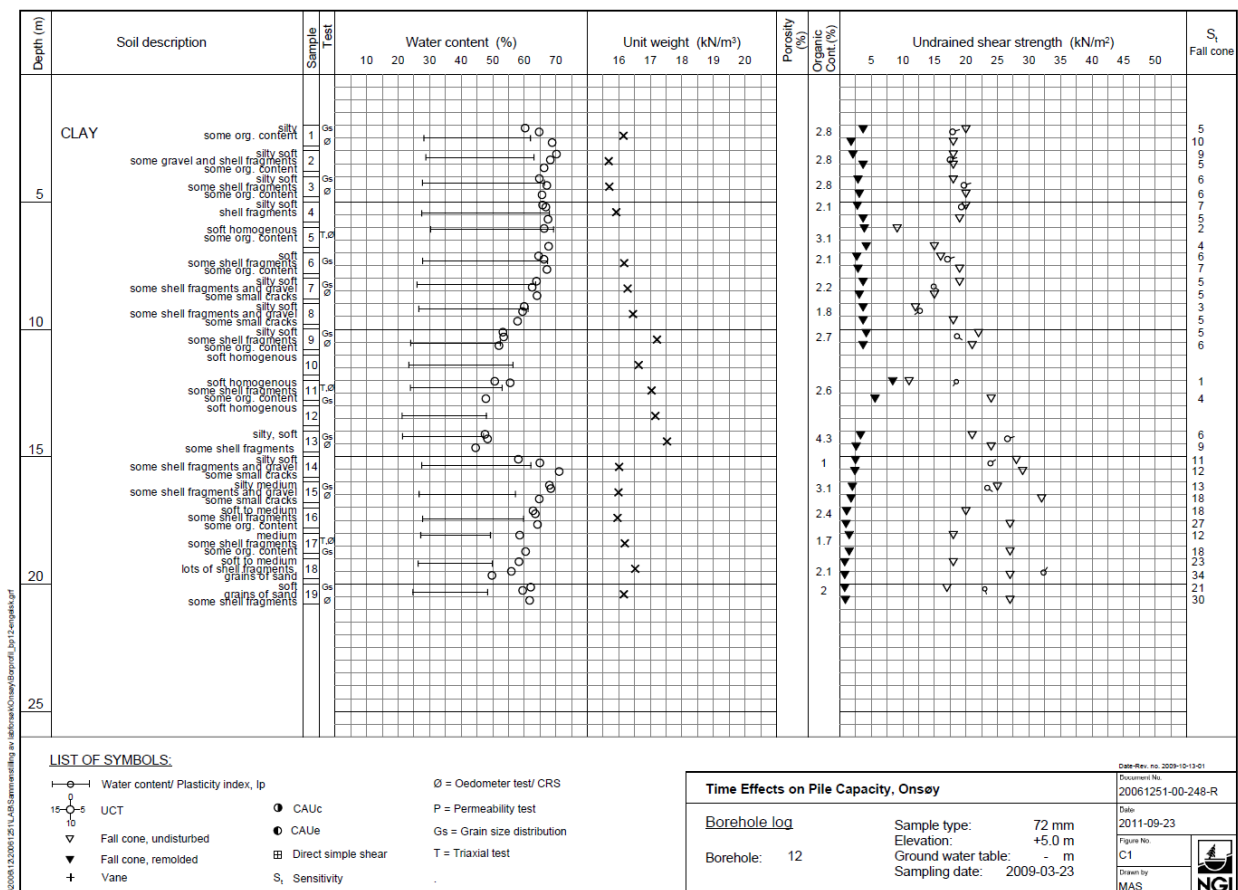 Depth (m)
Soil description
Sample
Test
Water content (%)
10 20 30 40 50 60 70
Unit weight (kN/m³)
16 17 18 19 20
Porosity (%)
Organic Cont.(%)
Undrained shear strength (kN/m²)
5 10 15 20 25 30 35 40 45 50
St
Fall cone
CLAY
silty
some org. content
1
Gs
Ø
2.8
5
10
silty soft
some gravel and shell fragments
some org. content
2
2.8
9
5
silty soft
some shell fragments
some org. content
3
Gs
Ø
2.8
6
6
5
silty soft
shell fragments
4
2.1
7
5
soft homogenous
some org. content
5
T,Ø
3.1
2
4
soft
some shell fragments
some org. content
6
Gs
2.1
6
7
silty soft
some shell fragments and gravel
some small cracks
7
Gs
Ø
2.2
5
5
silty soft
some shell fragments and gravel
some small cracks
8
1.8
3
5
10
silty soft
some shell fragments
some org. content
9
Gs
Ø
2.7
5
6
soft homogenous
10
soft homogenous
some shell fragments
some org. content
11
T,Ø
Gs
2.6
1
4
soft homogenous
12
silty, soft
some shell fragments
13
Gs
Ø
4.3
6
9
15
silty soft
some shell fragments and gravel
some small cracks
14
1
11
12
silty medium
some shell fragments and gravel
some small cracks
15
Gs
Ø
3.1
13
18
soft to medium
some shell fragments
some org. content
16
2.4
18
27
medium
some shell fragments
some org. content
17
T,Ø
Gs
1.7
12
18
soft to medium
lots of shell fragments,
grains of sand
18
2.1
23
34
20
soft
grains of sand
some shell fragments
19
Gs
Ø
2
21
30
25
LIST OF SYMBOLS:
Water content/ Plasticity index, Ip
0
15 5
10
UCT
Fall cone, undisturbed
Fall cone, remolded
Vane
CAUc
CAUe
Direct simple shear
St Sensitivity
Ø = Oedometer test/ CRS
P = Permeability test
Gs = Grain size distribution
T = Triaxial test
Time Effects on Pile Capacity, Onsøy
Borehole log
Borehole: 12
Sample type: 72 mm
Elevation: +5.0 m
Ground water table: - m
Sampling date: 2009-03-23
Date-Rev. no. 2009-10-13-01
Document No.
20061251-00-248-R
Date
2011-09-23
Figure No.
C1
Drawn by
MAS
NGI